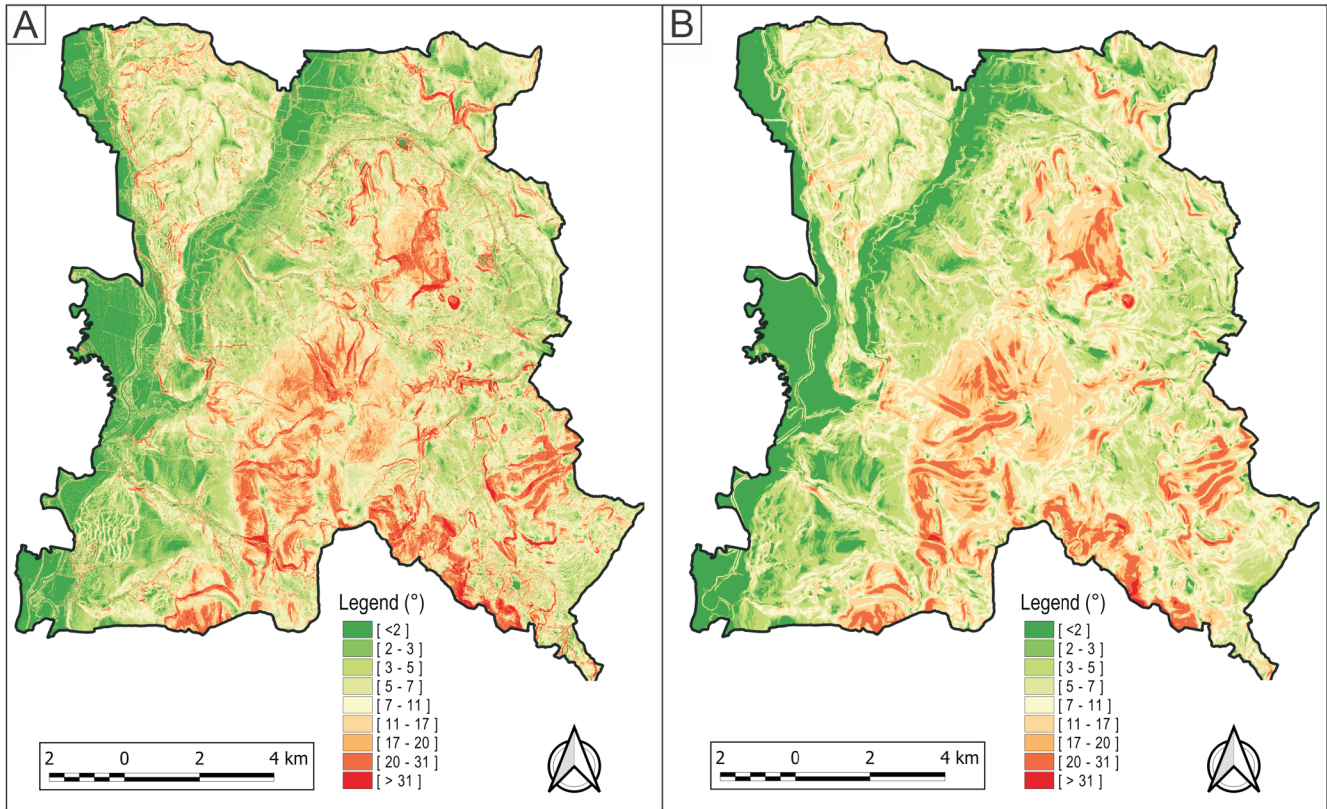 A
Legend (°)
[ <2 ]
[ 2 - 3 ]
[ 3 - 5 ]
[ 5 - 7 ]
[ 7 - 11 ]
[ 11 - 17 ]
[ 17 - 20 ]
[ 20 - 31 ]
[ > 31 ]
2 0 2 4 km
B
Legend (°)
[ <2 ]
[ 2 - 3 ]
[ 3 - 5 ]
[ 5 - 7 ]
[ 7 - 11 ]
[ 11 - 17 ]
[ 17 - 20 ]
[ 20 - 31 ]
[ > 31 ]
2 0 2 4 km